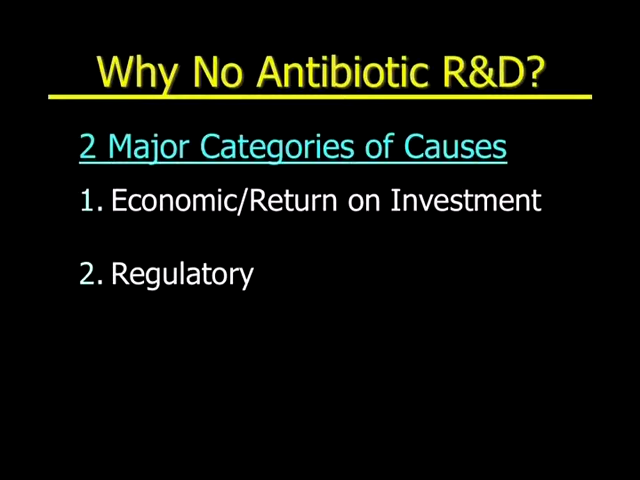 Why No Antibiotic R&D?
2 Major Categories of Causes
1. Economic/Return on Investment
2. Regulatory